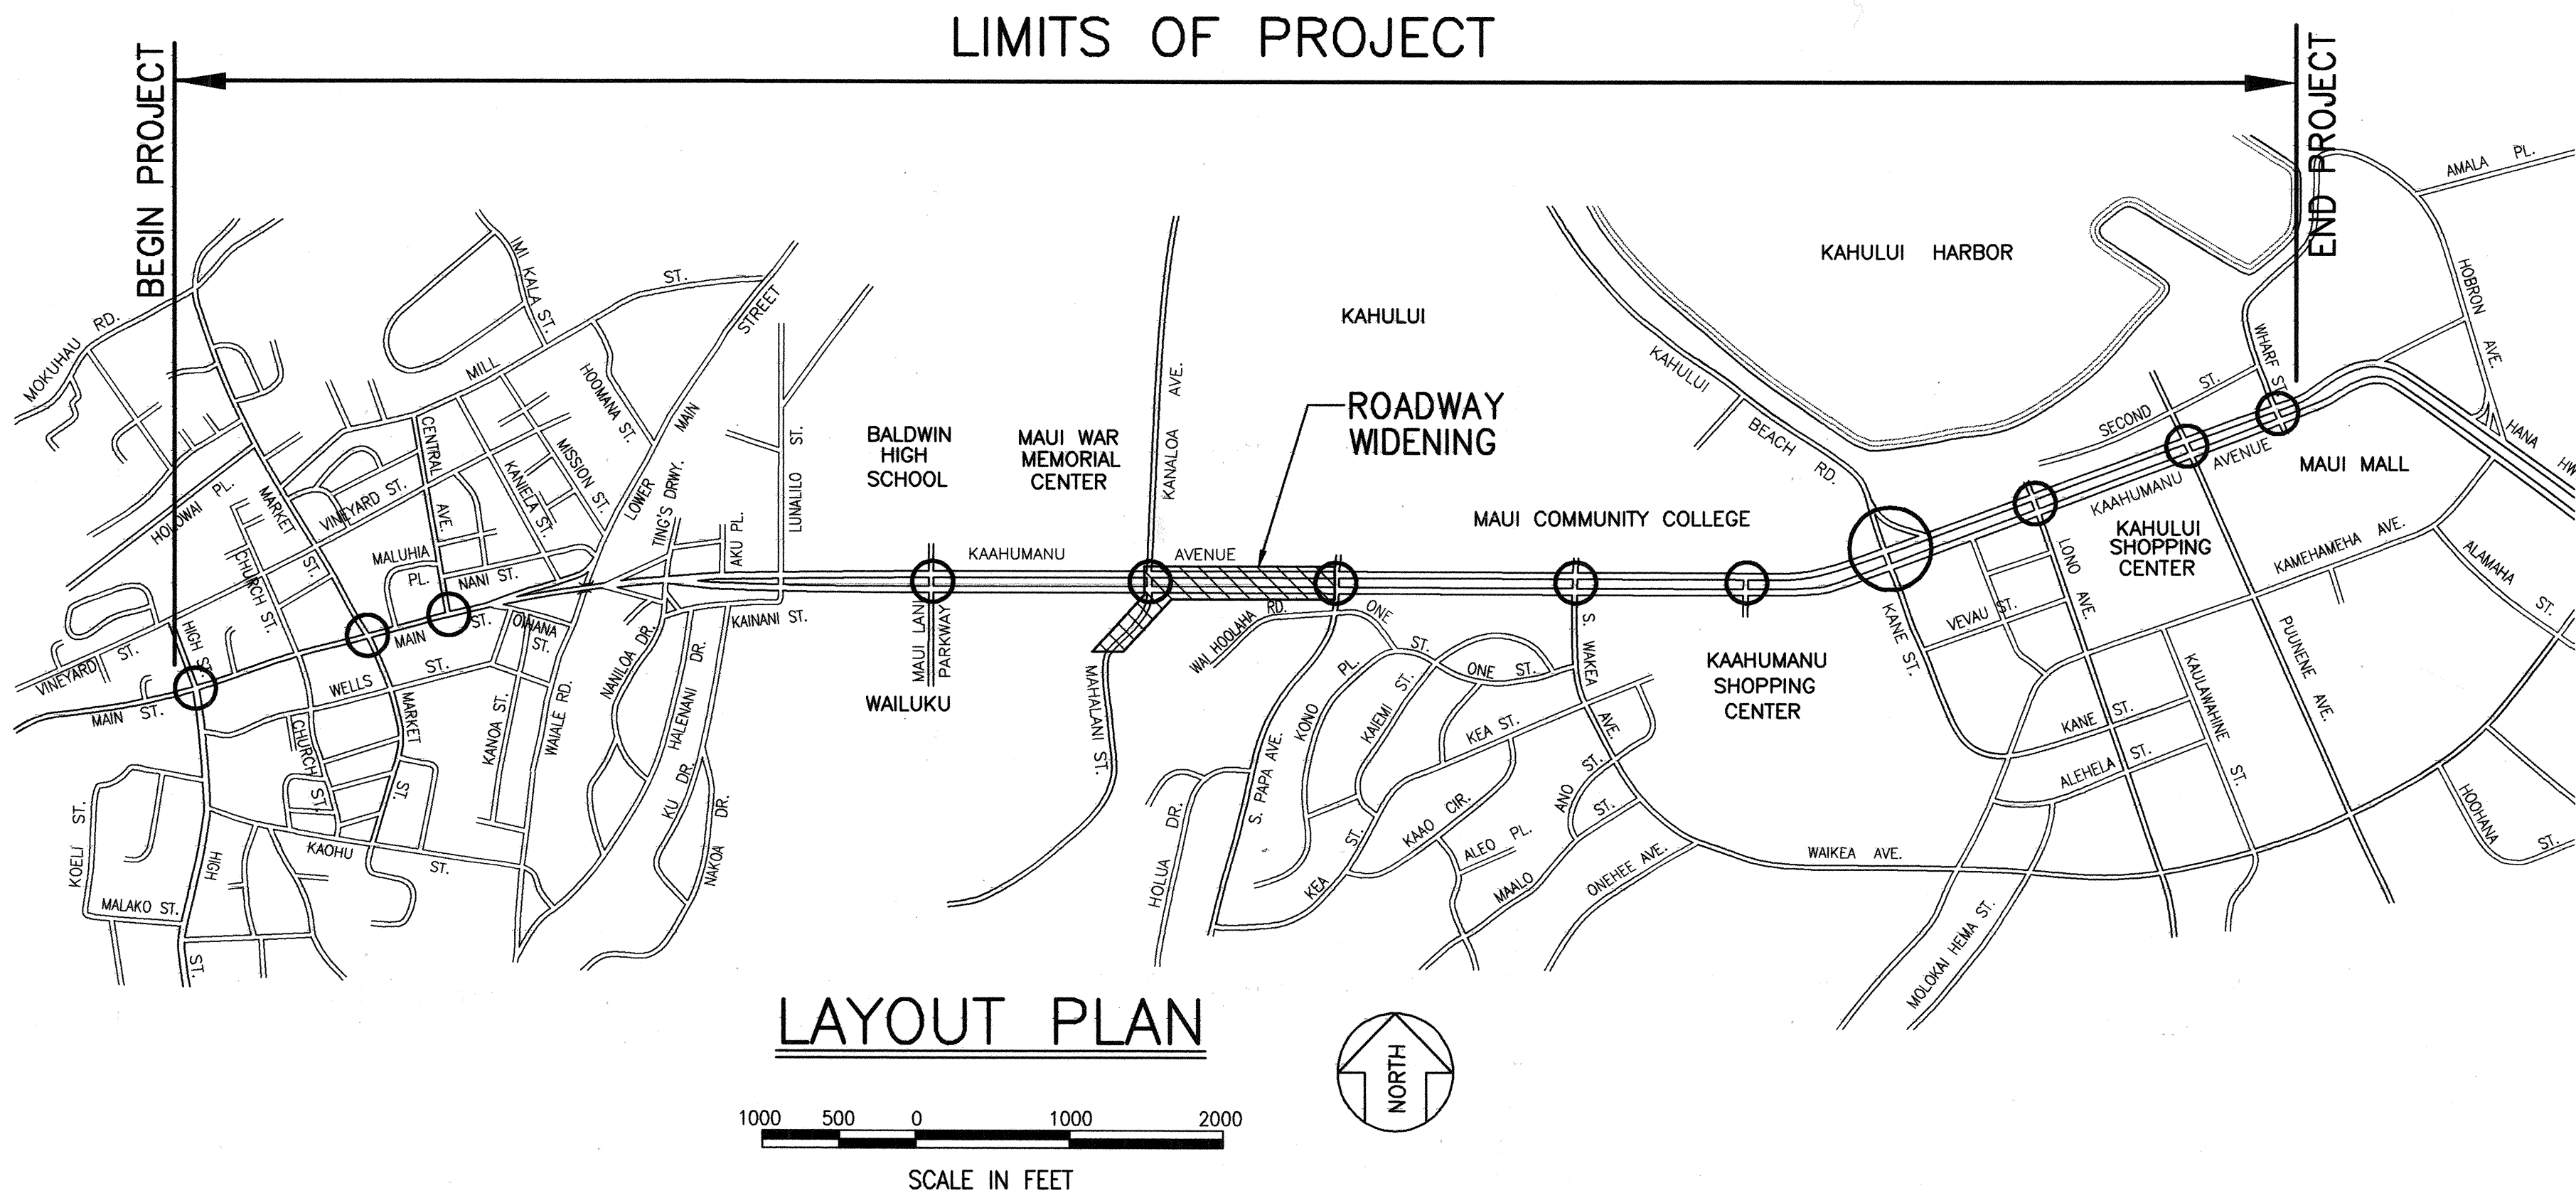 LIMITS OF PROJECT
BEGIN PROJECT
END PROJECT
AMALA PL.
HOBRON AVE.
KAHULUI HARBOR
KAHULUI
MOKUHAU RD.
IMI KALA ST.
MILL ST.
HOOMANA ST.
LOWER MAIN STREET
KAHULUI BEACH RD.
WHARF ST.
SECOND ST.
HANA HW
ROADWAY
WIDENING
BALDWIN
HIGH
SCHOOL
MAUI WAR
MEMORIAL
CENTER
KANALOA AVE.
LUNALILO ST.
MAUI MALL
CENTRAL AVE.
MISSION ST.
KANIELA ST.
TING'S DRWY.
AKU PL.
HOLOWAI PL.
MARKET ST.
VINEYARD ST.
CHURCH ST.
MALUHIA
PL.
NANI ST.
MAUI COMMUNITY COLLEGE
KAAHUMANU AVENUE
KAAHUMANU AVENUE
KAHULUI
SHOPPING
CENTER
KAMEHAMEHA AVE.
ALAMAHA ST.
LONO AVE.
VEVAU ST.
KANE ST.
HIGH ST.
VINEYARD ST.
MAIN ST.
MAIN ST.
WELLS ST.
OIHANA
ST.
KAINANI ST.
NANILOA DR.
HALENANI DR.
MAUI LANI
PARKWAY
WAILUKU
MAHALANI ST.
WAI HOOLAHA RD.
ONE ST.
ONE ST.
S. WAKEA AVE.
KAAHUMANU
SHOPPING
CENTER
PUUNENE AVE.
KAULAWAHINE ST.
KANE ST.
ALEHELA ST.
CHURCH ST.
MARKET ST.
KANOA ST.
WAIALE RD.
KU DR.
NAKOA DR.
KONO PL.
KAIEMI ST.
KEA ST.
S. PAPA AVE.
HOLUA DR.
KEA ST.
KAAO CIR.
ALEO PL.
ANO ST.
MAALO ST.
ONEHEE AVE.
WAIKEA AVE.
HOOHANA ST.
MOLOKAI HEMA ST.
KOELI ST.
MALAKO ST.
HIGH ST.
KAOHU ST.
LAYOUT PLAN
NORTH
1000 500 0 1000 2000
SCALE IN FEET